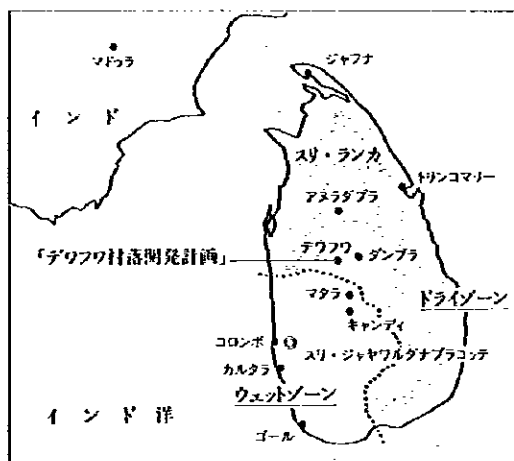 マドゥラ
ジャフナ
インド
スリ・ランカ
トリンコマリー
アヌラダプラ
デワフワ
ダンブラ
「デワフワ村落開発計画」
マタラ
ドライゾーン
キャンディ
コロンボ
スリ・ジャヤワルダナプラコッテ
カルタラ
ウェットゾーン
インド洋
ゴール